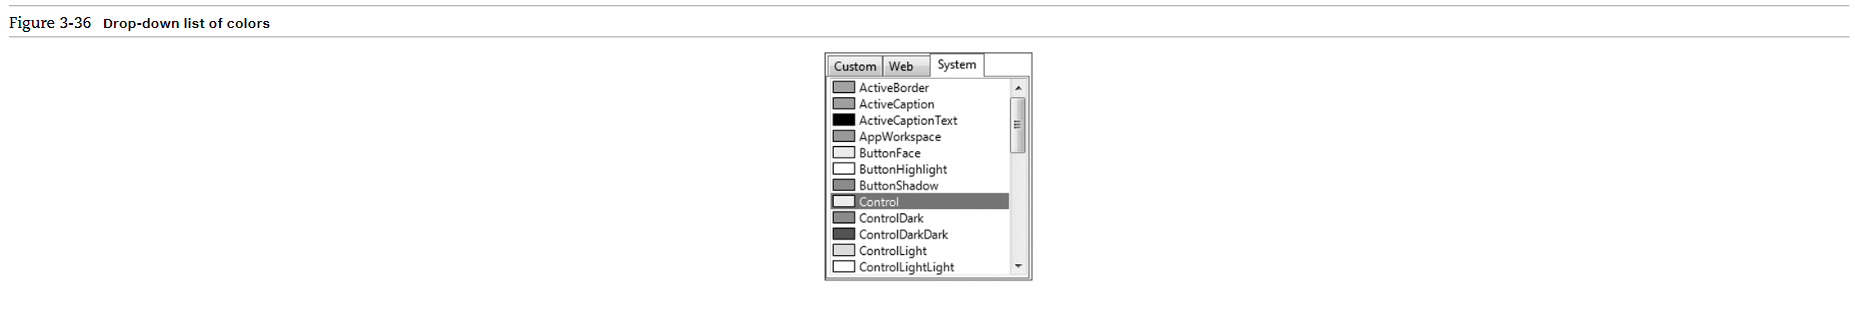 Figure 3-36 Drop-down list of colors
Custom Web System
ActiveBorder
ActiveCaption
ActiveCaptionText
AppWorkspace
ButtonFace
ButtonHighlight
ButtonShadow
Control
ControlDark
ControlDarkDark
ControlLight
ControlLightLight